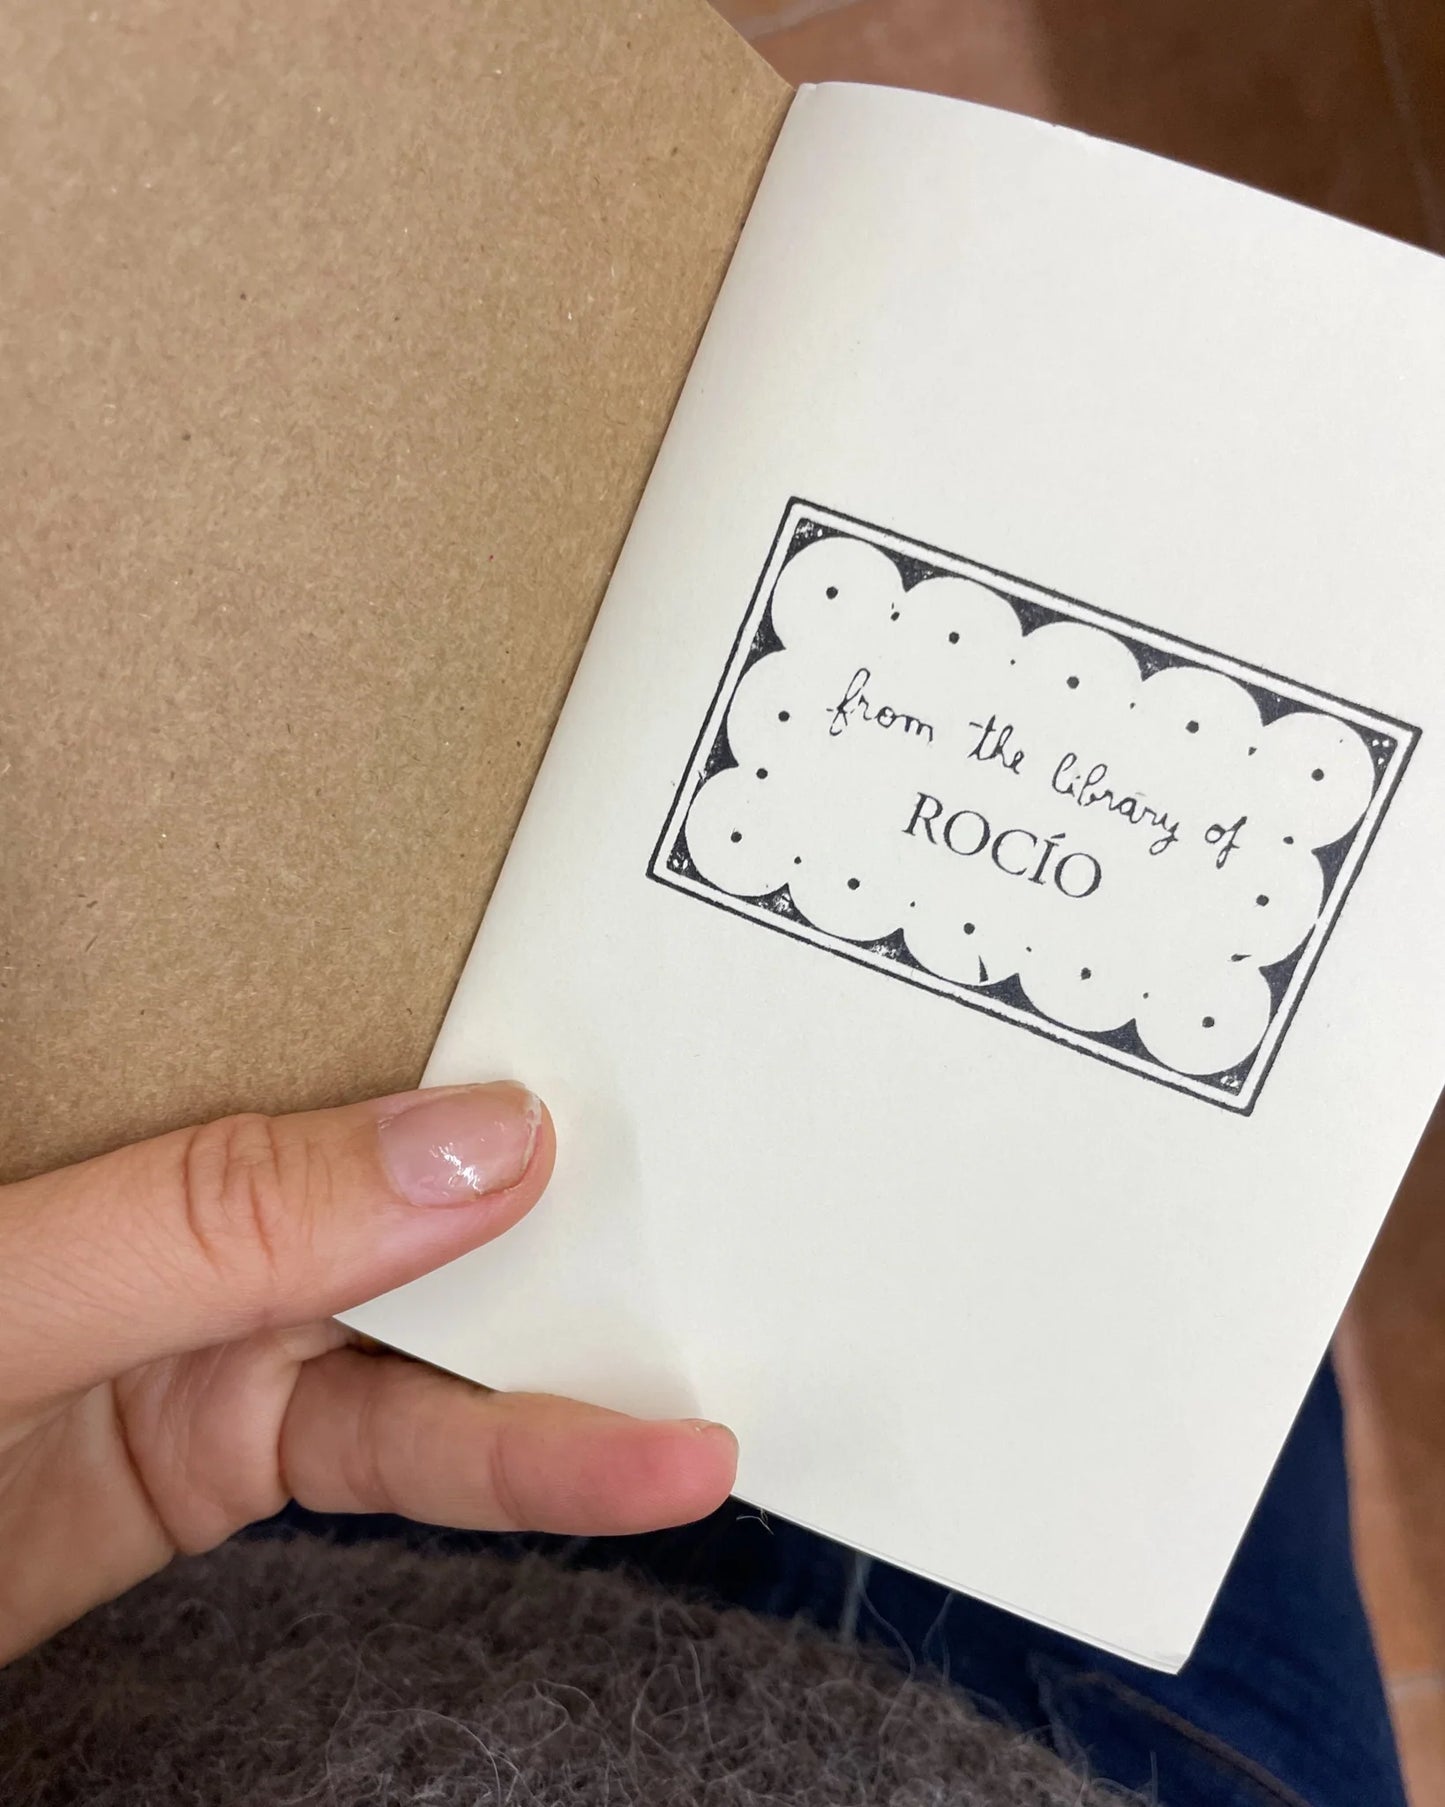 from the library of
ROCÍO